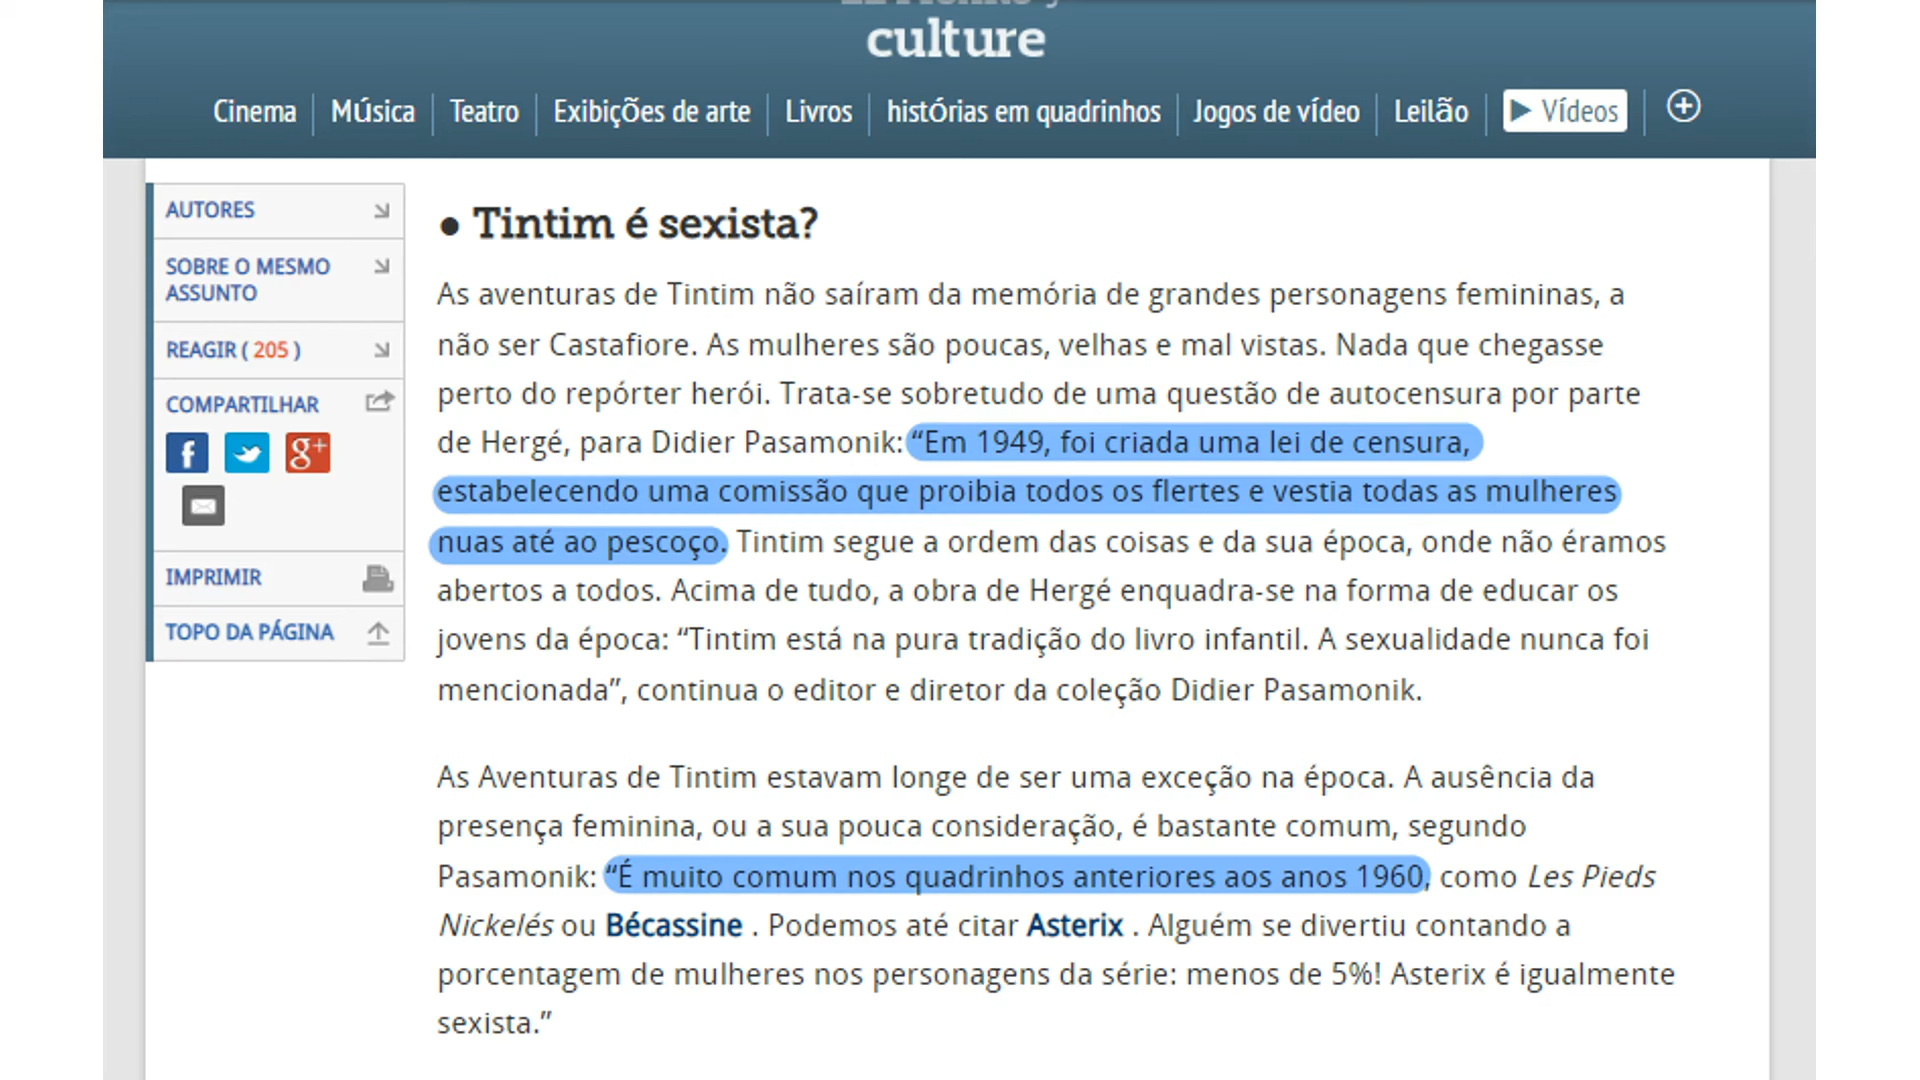 culture
Cinema
Música
Teatro
Exibições de arte
Livros
histórias em quadrinhos
Jogos de vídeo
Leilão
Vídeos
AUTORES
SOBRE O MESMO
ASSUNTO
REAGIR ( 205 )
COMPARTILHAR
IMPRIMIR
TOPO DA PÁGINA
• Tintim é sexista?
As aventuras de Tintim não saíram da memória de grandes personagens femininas, a
não ser Castafiore. As mulheres são poucas, velhas e mal vistas. Nada que chegasse
perto do repórter herói. Trata-se sobretudo de uma questão de autocensura por parte
de Hergé, para Didier Pasamonik: “Em 1949, foi criada uma lei de censura,
estabelecendo uma comissão que proibia todos os flertes e vestia todas as mulheres
nuas até ao pescoço. Tintim segue a ordem das coisas e da sua época, onde não éramos
abertos a todos. Acima de tudo, a obra de Hergé enquadra-se na forma de educar os
jovens da época: “Tintim está na pura tradição do livro infantil. A sexualidade nunca foi
mencionada”, continua o editor e diretor da coleção Didier Pasamonik.
As Aventuras de Tintim estavam longe de ser uma exceção na época. A ausência da
presença feminina, ou a sua pouca consideração, é bastante comum, segundo
Pasamonik: “É muito comum nos quadrinhos anteriores aos anos 1960, como Les Pieds
Nickelés ou Bécassine . Podemos até citar Asterix . Alguém se divertiu contando a
porcentagem de mulheres nos personagens da série: menos de 5%! Asterix é igualmente
sexista.”